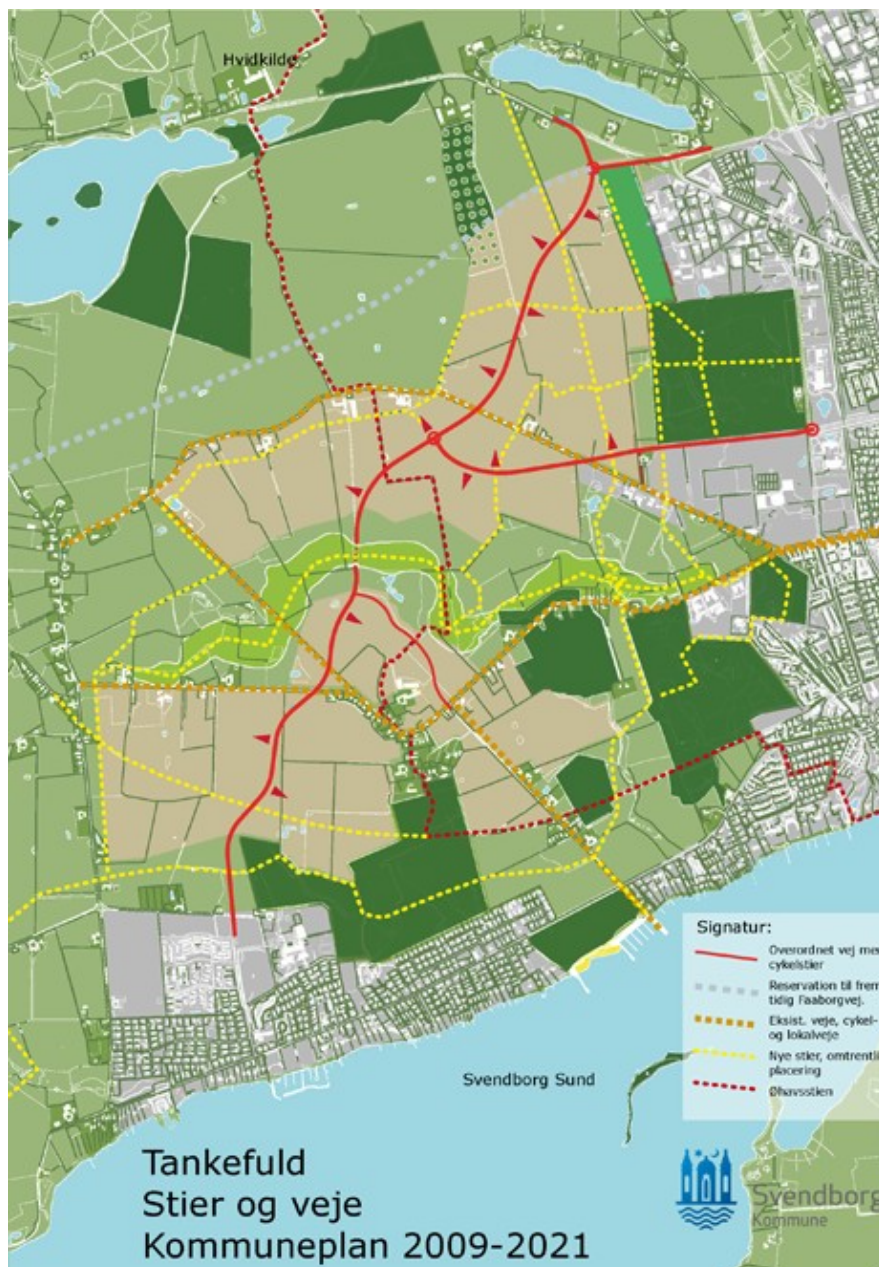 Hvidkilde
Signatur:
Overordnet vej med
cykelstier
Reservation til frem
tidig Faaborgvej.
Eksist. veje, cykel-
og lokalveje
Nye stier, omtrentli
placering
Øhavsstien
Svendborg Sund
Tankefuld
Stier og veje
Kommuneplan 2009-2021
Svendborg
Kommune